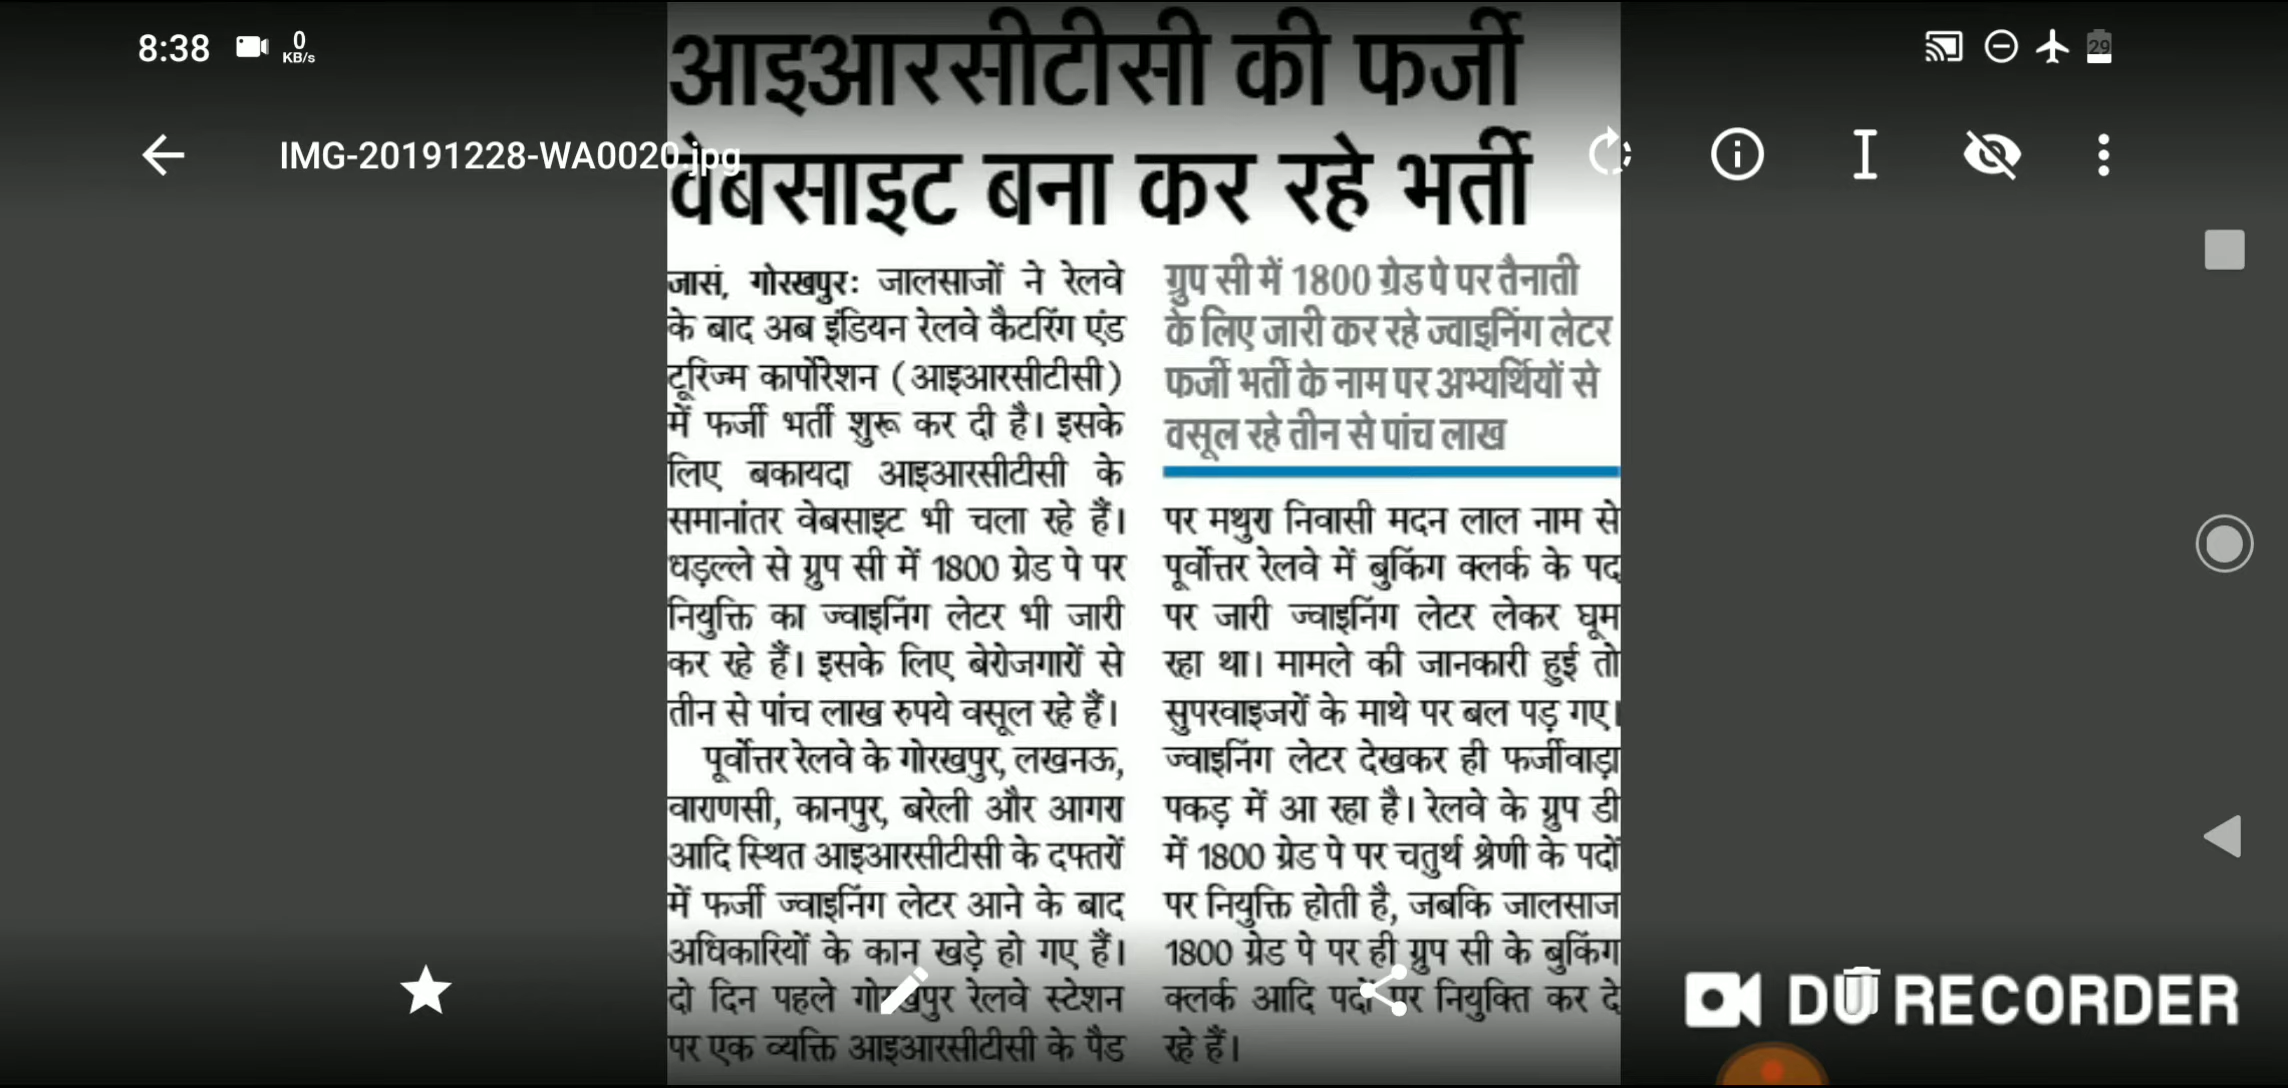 8:38
0
KB/s
29
IMG-20191228-WA0020.jpg
आइआरसीटीसी की फर्जी
वेबसाइट बना कर रहे भर्ती
जासं, गोरखपुरः जालसाजों ने रेलवे
के बाद अब इंडियन रेलवे कैटरिंग एंड
टूरिज्म कार्पोरेशन (आइआरसीटीसी)
में फर्जी भर्ती शुरू कर दी है। इसके
लिए बकायदा आइआरसीटीसी के
समानांतर वेबसाइट भी चला रहे हैं।
धड़ल्ले से ग्रुप सी में 1800 ग्रेड पे पर
नियुक्ति का ज्वाइनिंग लेटर भी जारी
कर रहे हैं। इसके लिए बेरोजगारों से
तीन से पांच लाख रुपये वसूल रहे हैं।
पूर्वोत्तर रेलवे के गोरखपुर, लखनऊ,
वाराणसी, कानपुर, बरेली और आगरा
आदि स्थित आइआरसीटीसी के दफ्तरों
में फर्जी ज्वाइनिंग लेटर आने के बाद
अधिकारियों के कान खड़े हो गए हैं।
दो दिन पहले गोरखपुर रेलवे स्टेशन
पर एक व्यक्ति आइआरसीटीसी के पैड
ग्रुप सी में 1800 ग्रेड पे पर तैनाती
के लिए जारी कर रहे ज्वाइनिंग लेटर
फर्जी भर्ती के नाम पर अभ्यर्थियों से
वसूल रहे तीन से पांच लाख
पर मथुरा निवासी मदन लाल नाम से
पूर्वोत्तर रेलवे में बुकिंग क्लर्क के पद
पर जारी ज्वाइनिंग लेटर लेकर घूम
रहा था। मामले की जानकारी हुई तो
सुपरवाइजरों के माथे पर बल पड़ गए।
ज्वाइनिंग लेटर देखकर ही फर्जीवाड़ा
पकड़ में आ रहा है। रेलवे के ग्रुप डी
में 1800 ग्रेड पे पर चतुर्थ श्रेणी के पदों
पर नियुक्ति होती है, जबकि जालसाज
1800 ग्रेड पे पर ही ग्रुप सी के बुकिंग
क्लर्क आदि पदों पर नियुक्ति कर दे
रहे हैं।
DU RECORDER